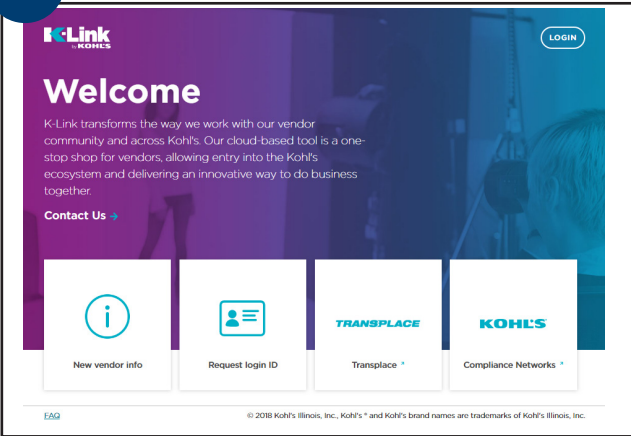 K-Link
by KOHL'S
LOGIN
Welcome
K-Link transforms the way we work with our vendor
community and across Kohl's. Our cloud-based tool is a one-
stop shop for vendors, allowing entry into the Kohl's
ecosystem and delivering an innovative way to do business
together.
Contact Us →
TRANSPLACE
KOHL'S
New vendor info
Request login ID
Transplace
Compliance Networks
FAQ
© 2018 Kohl's Illinois, Inc., Kohl's ® and Kohl's brand names are trademarks of Kohl's Illinois, Inc.